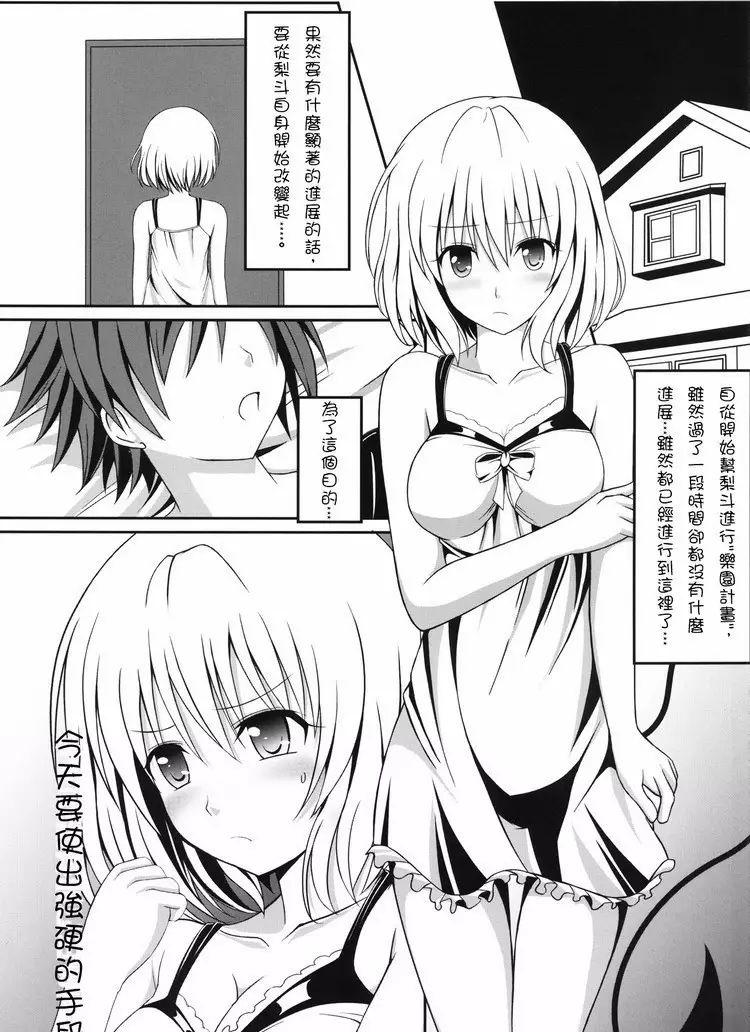 自從開始幫梨斗進行"樂園計畫",
雖然過了一段時間卻都沒有什麼
進展…雖然都已經進行到這裡了…
果然要有什麼顯著的進展的話,
要從梨斗自身開始改變起……。
為了這個目的…
今天要使出強硬的手段